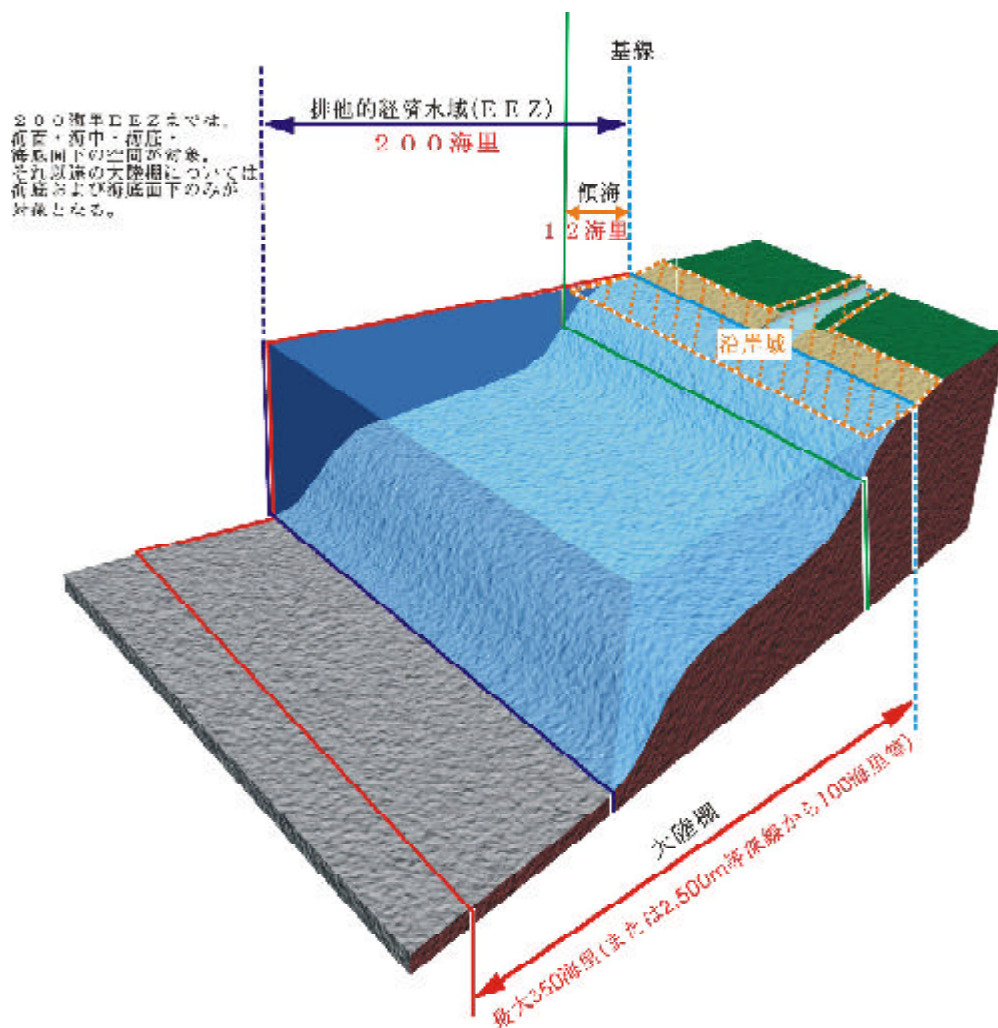 基線
排他的経済水域(ＥＥＺ)
２００海里
２００海里ＥＥＺまでは、
海面・海中・海底・
海底面下の空間が対象。
それ以遠の大陸棚については
海底および海底面下のみが
対象となる。
領海
１２海里
沿岸域
大陸棚
最大350海里(または2,500m等深線から100海里等)